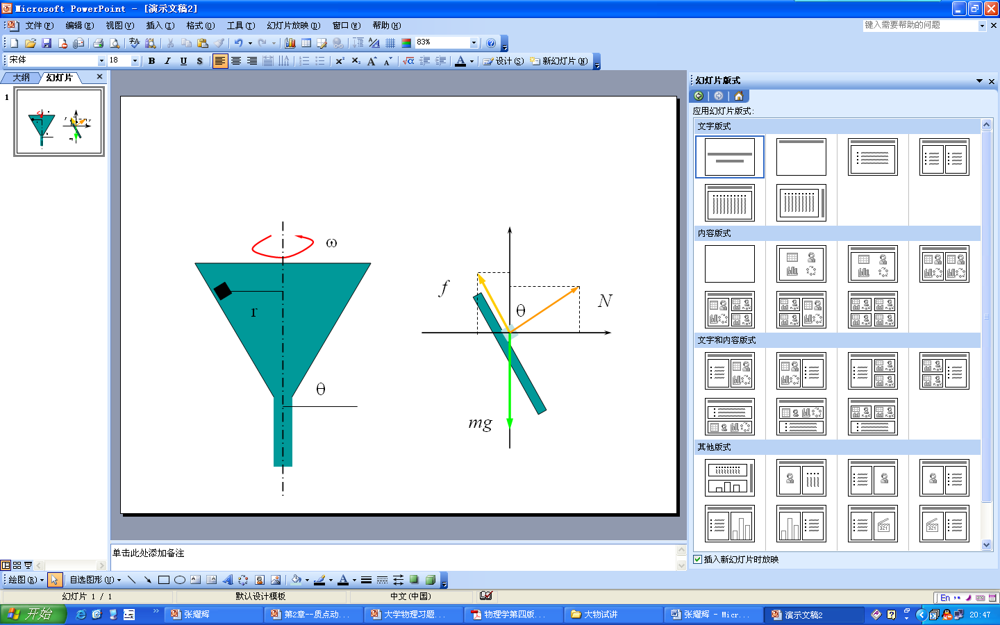 Microsoft PowerPoint - [演示文稿2]
文件(F) 编辑(E) 视图(V) 插入(I) 格式(O) 工具(T) 幻灯片放映(D) 窗口(W) 帮助(H) 键入需要帮助的问题
83%
宋体 18 B I U S 设计(S) 新幻灯片(N)
大纲 幻灯片
1
ω
r
θ
f
θ
N
mg
单击此处添加备注
幻灯片版式
应用幻灯片版式:
文字版式
内容版式
文字和内容版式
其他版式
插入新幻灯片时放映
绘图(R) 自选图形(U)
幻灯片 1 / 1 默认设计模板 中文(中国)
En
开始 张耀辉 第2章--质点动... 大学物理习题... 物理学第四版... 大物试讲 张耀辉 - Micr... 演示文稿2 20:47